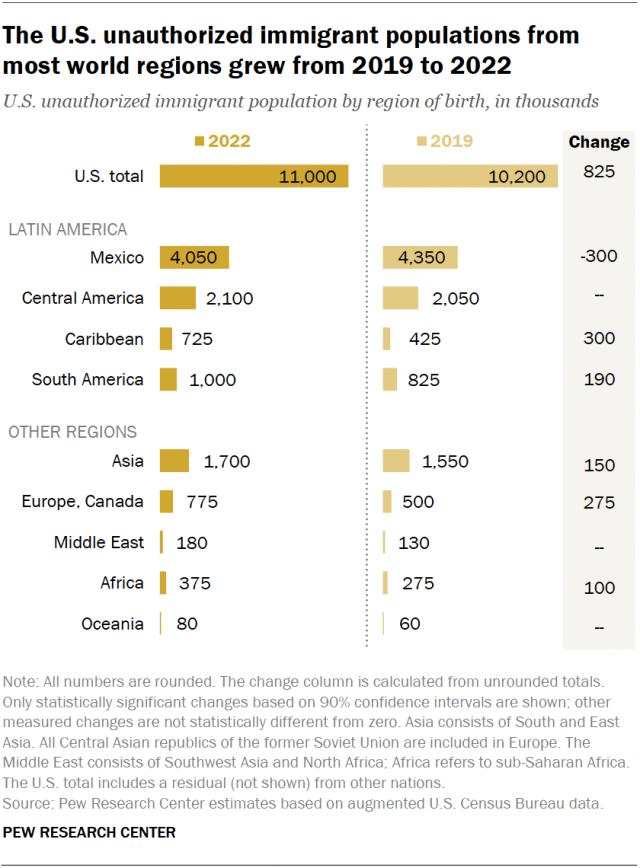 The U.S. unauthorized immigrant populations from
most world regions grew from 2019 to 2022
U.S. unauthorized immigrant population by region of birth, in thousands
2022 2019 Change
U.S. total 11,000 10,200 825
LATIN AMERICA
Mexico 4,050 4,350 -300
Central America 2,100 2,050 --
Caribbean 725 425 300
South America 1,000 825 190
OTHER REGIONS
Asia 1,700 1,550 150
Europe, Canada 775 500 275
Middle East 180 130 --
Africa 375 275 100
Oceania 80 60 --
Note: All numbers are rounded. The change column is calculated from unrounded totals.
Only statistically significant changes based on 90% confidence intervals are shown; other
measured changes are not statistically different from zero. Asia consists of South and East
Asia. All Central Asian republics of the former Soviet Union are included in Europe. The
Middle East consists of Southwest Asia and North Africa; Africa refers to sub-Saharan Africa.
The U.S. total includes a residual (not shown) from other nations.
Source: Pew Research Center estimates based on augmented U.S. Census Bureau data.
PEW RESEARCH CENTER